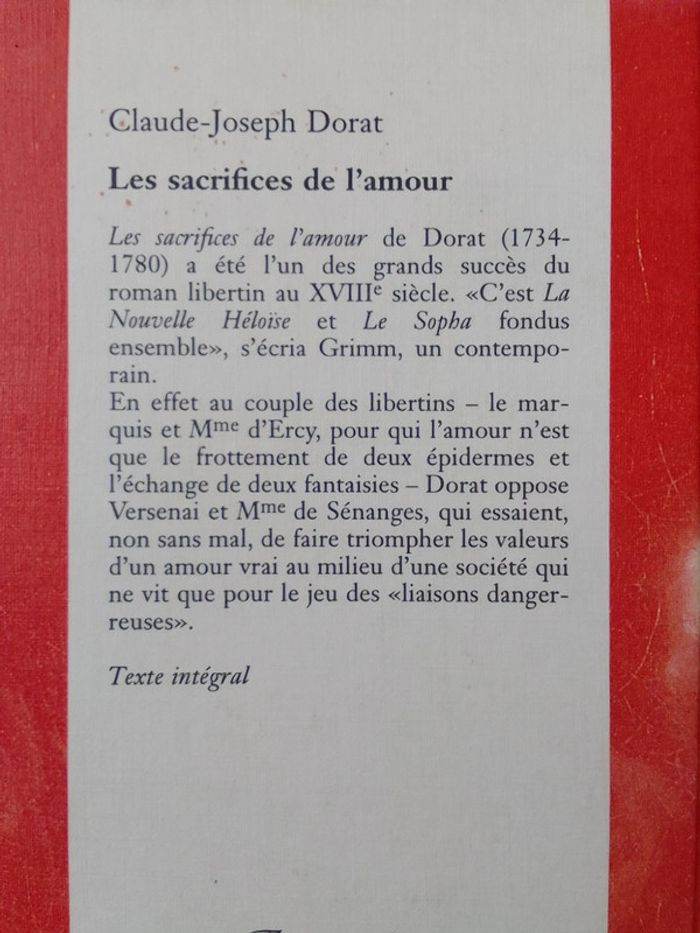 Claude-Joseph Dorat
Les sacrifices de l'amour
Les sacrifices de l'amour de Dorat (1734-
1780) a été l'un des grands succès du
roman libertin au XVIIIe siècle. «C'est La
Nouvelle Héloïse et Le Sopha fondus
ensemble», s'écria Grimm, un contempo-
rain.
En effet au couple des libertins – le mar-
quis et Mme d'Ercy, pour qui l'amour n'est
que le frottement de deux épidermes et
l'échange de deux fantaisies – Dorat oppose
Versenai et Mme de Sénanges, qui essaient,
non sans mal, de faire triompher les valeurs
d'un amour vrai au milieu d'une société qui
ne vit que pour le jeu des «liaisons danger-
reuses».
Texte intégral